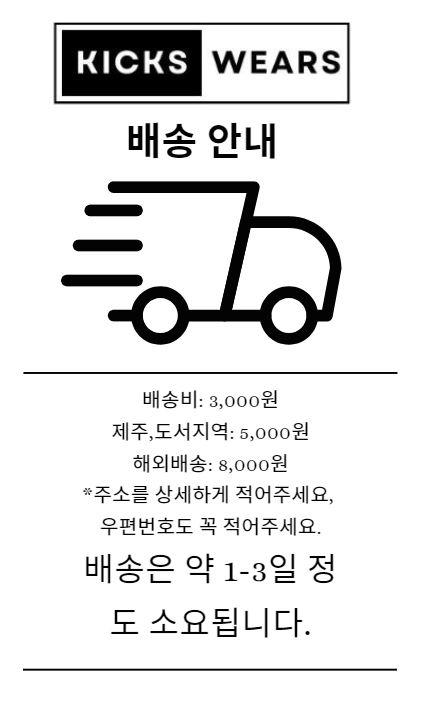 KICKS WEARS
배송 안내
배송비: 3,000원
제주,도서지역: 5,000원
해외배송: 8,000원
*주소를 상세하게 적어주세요,
우편번호도 꼭 적어주세요.
배송은 약 1-3일 정
도 소요됩니다.